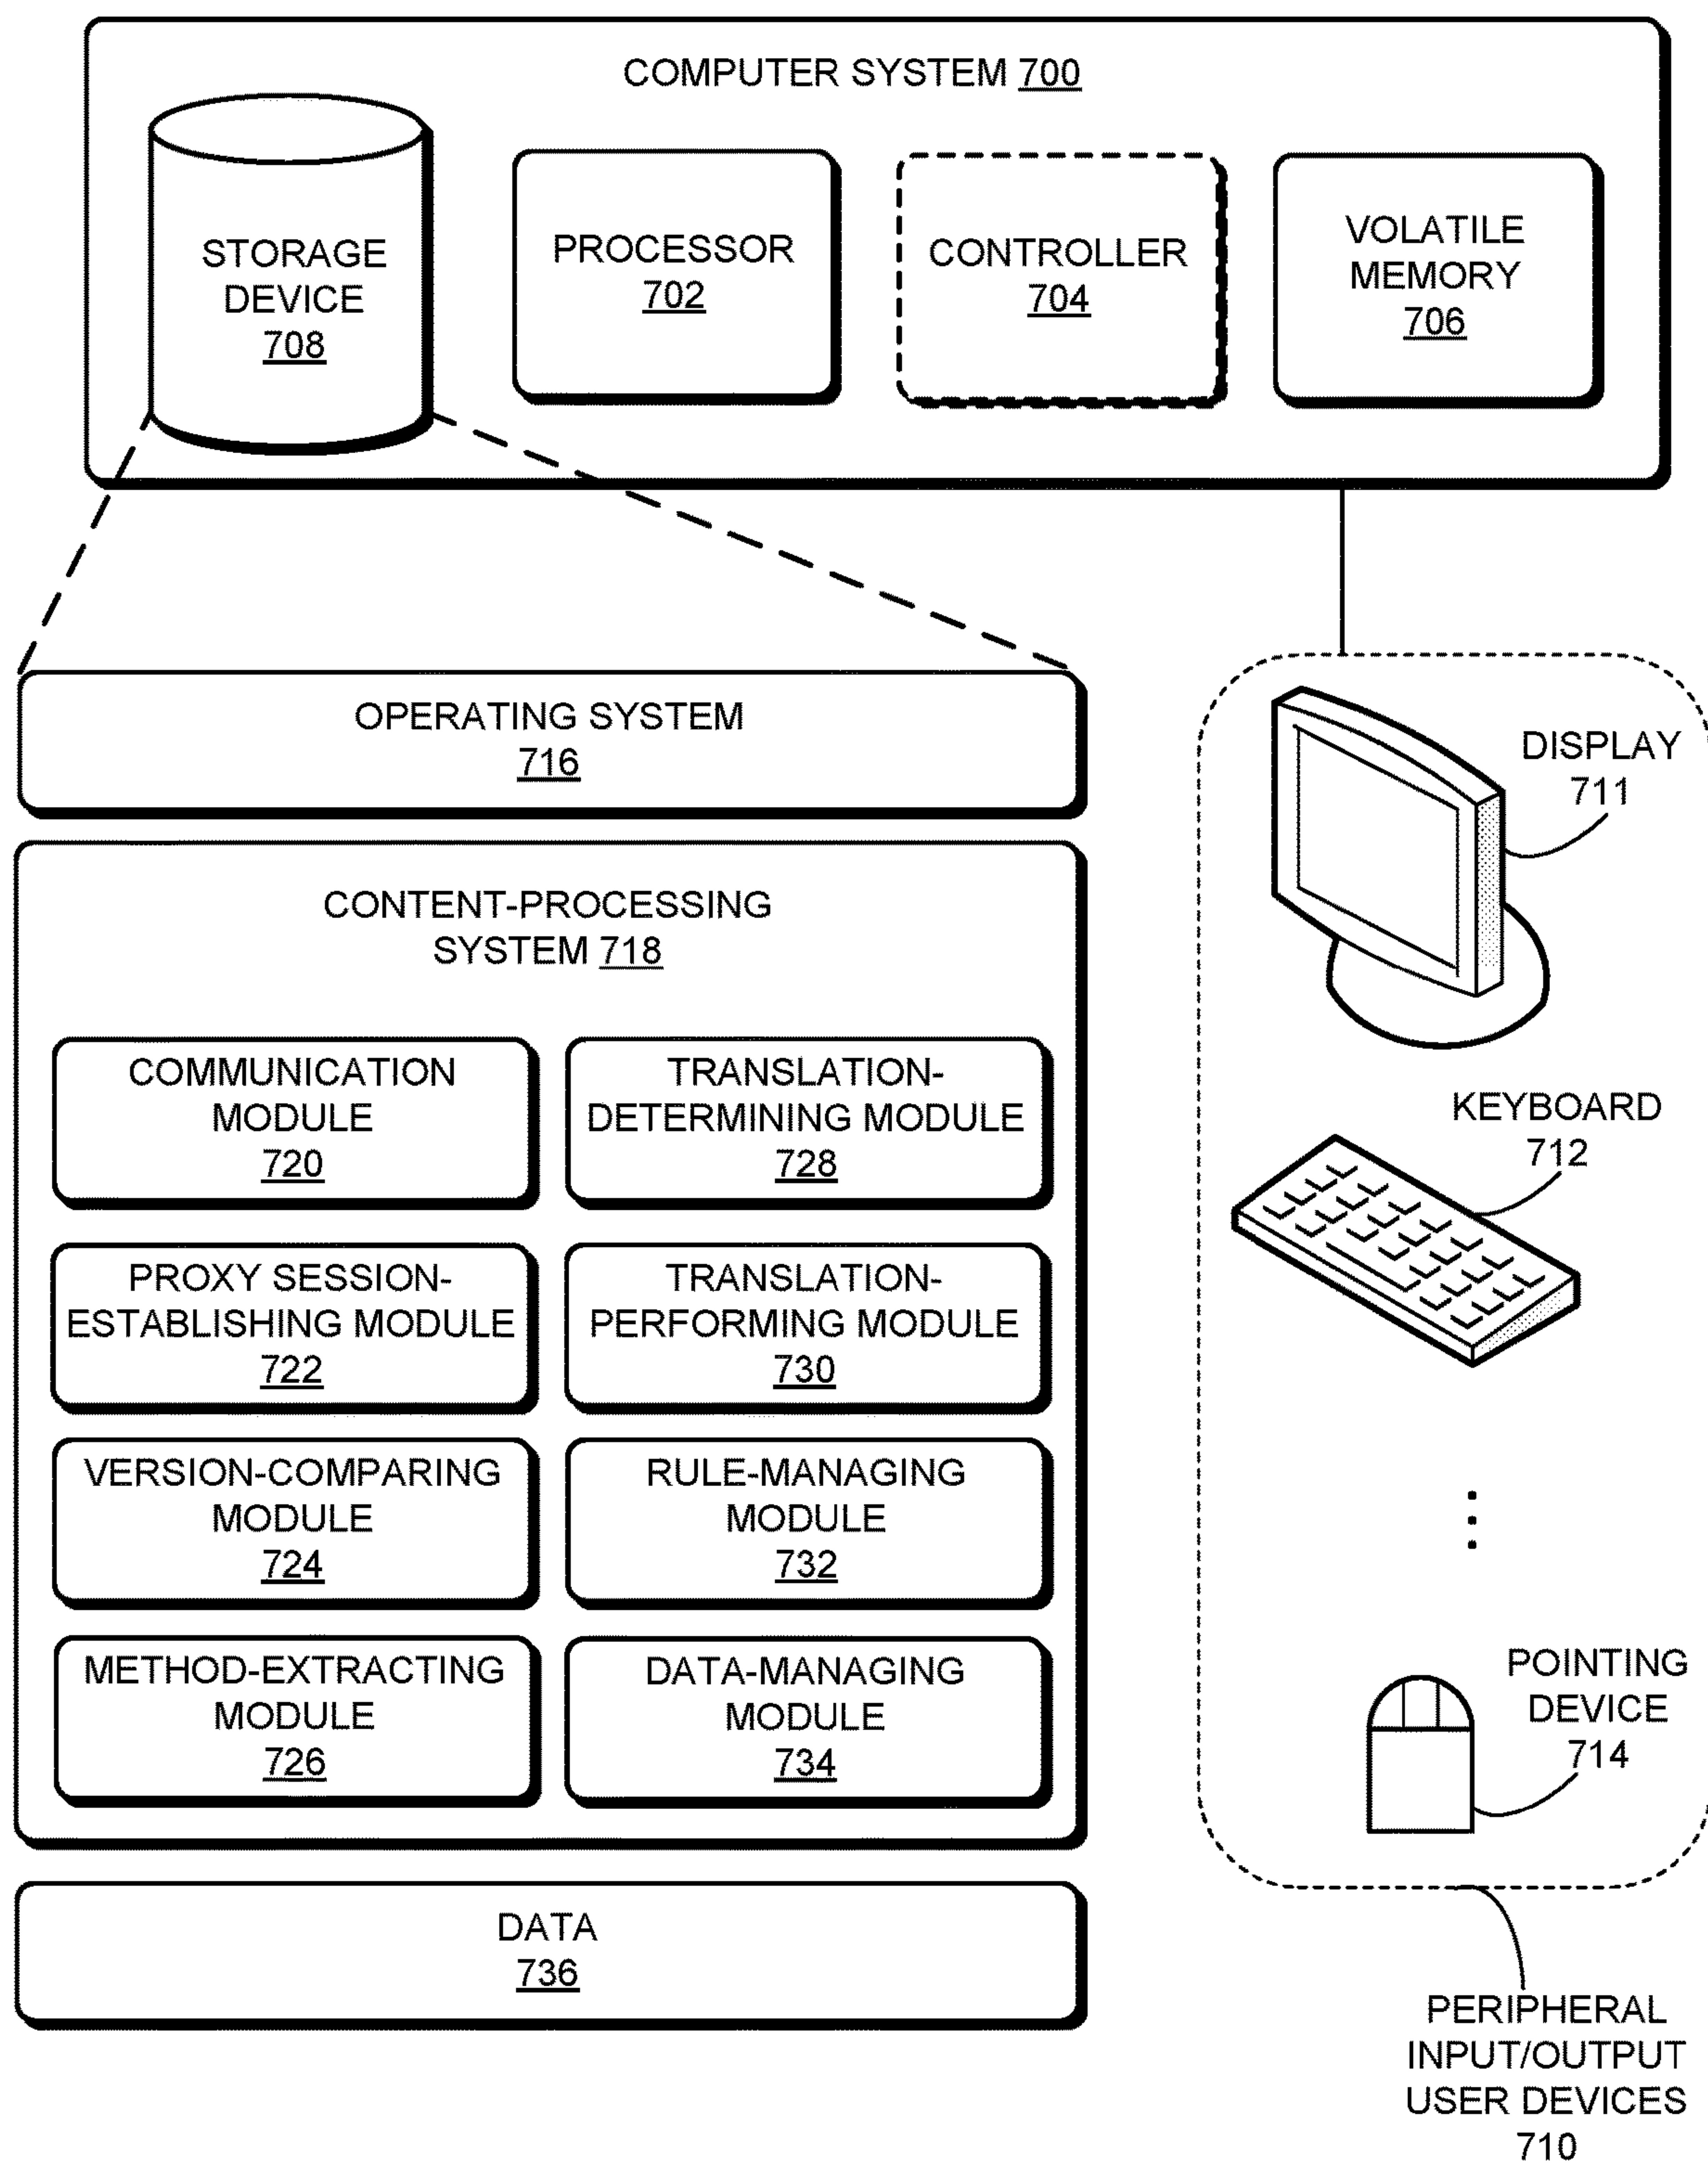 COMPUTER SYSTEM 700
STORAGE
DEVICE
708
PROCESSOR
702
CONTROLLER
704
VOLATILE
MEMORY
706
OPERATING SYSTEM
716
CONTENT-PROCESSING
SYSTEM 718
COMMUNICATION
MODULE
720
TRANSLATION-
DETERMINING MODULE
728
PROXY SESSION-
ESTABLISHING MODULE
722
TRANSLATION-
PERFORMING MODULE
730
VERSION-COMPARING
MODULE
724
RULE-MANAGING
MODULE
732
METHOD-EXTRACTING
MODULE
726
DATA-MANAGING
MODULE
734
DATA
736
DISPLAY
711
KEYBOARD
712
POINTING
DEVICE
714
PERIPHERAL
INPUT/OUTPUT
USER DEVICES
710